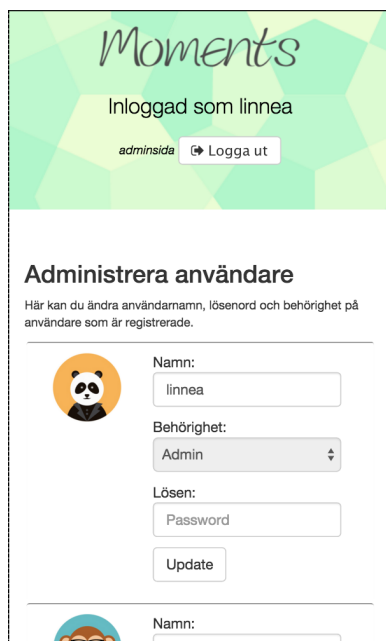 Moments
Inloggad som linnea
adminsida Logga ut
Administrera användare
Här kan du ändra användarnamn, lösenord och behörighet på
användare som är registrerade.
Namn:
linnea
Behörighet:
Admin
Lösen:
Password
Update
Namn: